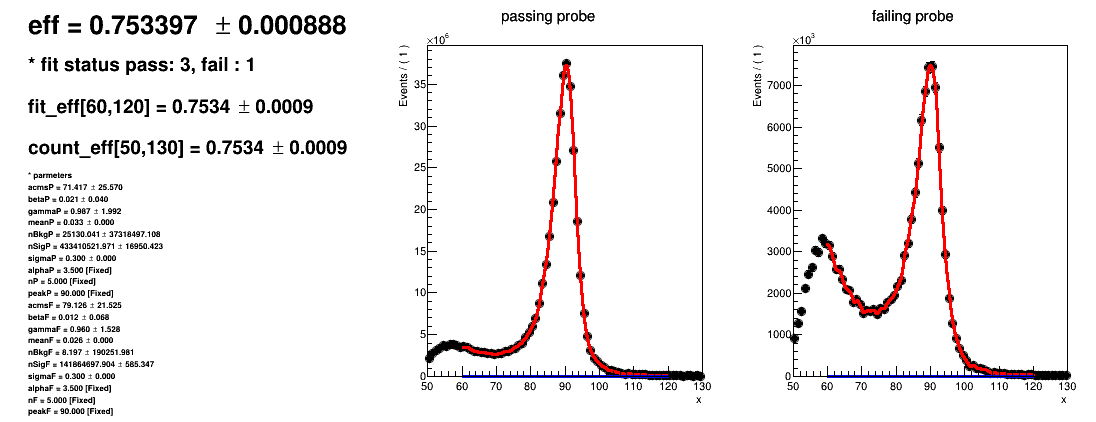 eff = 0.753397 ± 0.000888
* fit status pass: 3, fail : 1
fit_eff[60,120] = 0.7534 ± 0.0009
count_eff[50,130] = 0.7534 ± 0.0009
* parmeters
acmsP = 71.417 ± 25.570
betaP = 0.021 ± 0.040
gammaP = 0.987 ± 1.992
meanP = 0.033 ± 0.000
nBkgP = 25130.041 ± 37318497.108
nSigP = 433410521.971 ± 16950.423
sigmaP = 0.300 ± 0.000
alphaP = 3.500 [Fixed]
nP = 5.000 [Fixed]
peakP = 90.000 [Fixed]
acmsF = 79.126 ± 21.525
betaF = 0.012 ± 0.068
gammaF = 0.960 ± 1.528
meanF = 0.026 ± 0.000
nBkgF = 8.197 ± 190251.981
nSigF = 141864697.904 ± 585.347
sigmaF = 0.300 ± 0.000
alphaF = 3.500 [Fixed]
nF = 5.000 [Fixed]
peakF = 90.000 [Fixed]
passing probe
×10⁶
Events / ( 1 )
35
30
25
20
15
10
5
0
50 60 70 80 90 100 110 120 130
x
failing probe
×10³
Events / ( 1 )
7000
6000
5000
4000
3000
2000
1000
0
50 60 70 80 90 100 110 120 130
x